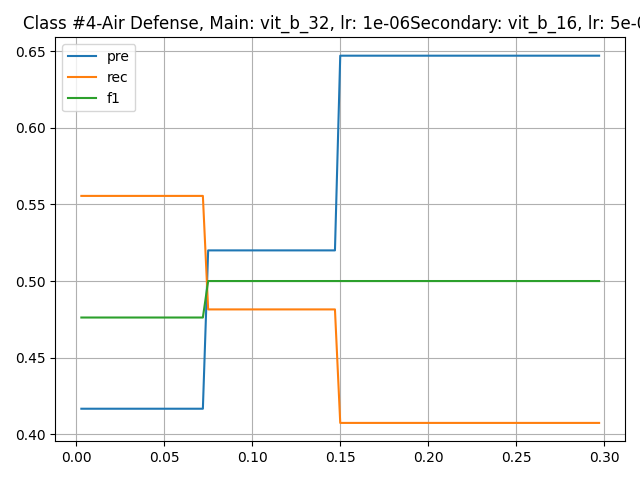 Class #4-Air Defense, Main: vit_b_32, lr: 1e-06Secondary: vit_b_16, lr: 5e-0
pre
rec
f1
0.65
0.60
0.55
0.50
0.45
0.40
0.00 0.05 0.10 0.15 0.20 0.25 0.30